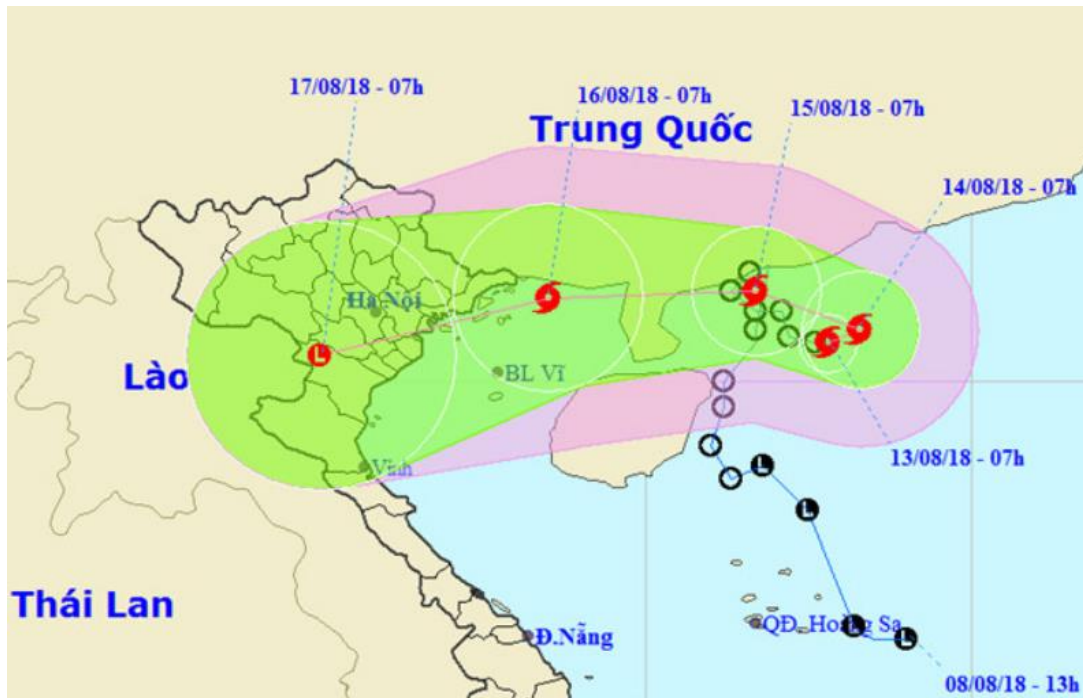 17/08/18 - 07h
16/08/18 - 07h
Trung Quốc
15/08/18 - 07h
14/08/18 - 07h
Hà Nội
L
Lào
BL Vĩ
Vinh
13/08/18 - 07h
L
L
Thái Lan
Đ.Nẵng
QĐ. Hoàng Sa
L
L
08/08/18 - 13h